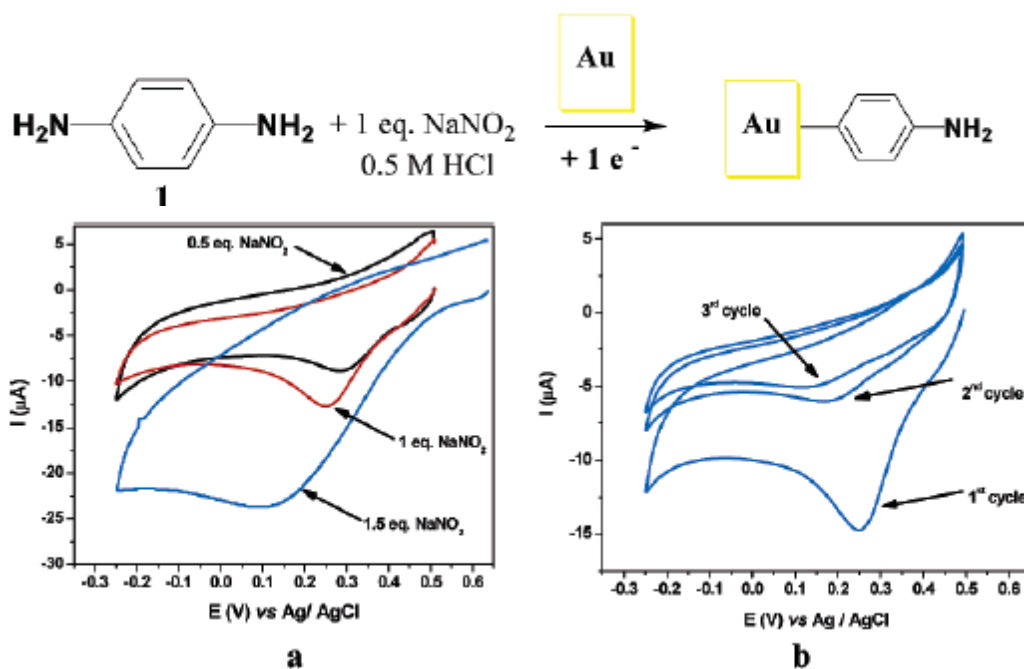 Au
H₂N NH₂ + 1 eq. NaNO₂ Au NH₂
0.5 M HCl + 1 e⁻
1
5
0
-5
-10
-15
-20
-25
-30
I (µA)
0.5 eq. NaNO₂
1 eq. NaNO₂
1.5 eq. NaNO₂
-0.3 -0.2 -0.1 0.0 0.1 0.2 0.3 0.4 0.5 0.6
E (V) vs Ag/ AgCl
a
5
0
-5
-10
-15
I (µA)
3rd cycle
2nd cycle
1st cycle
-0.3 -0.2 -0.1 0.0 0.1 0.2 0.3 0.4 0.5 0.6
E (V) vs Ag / AgCl
b